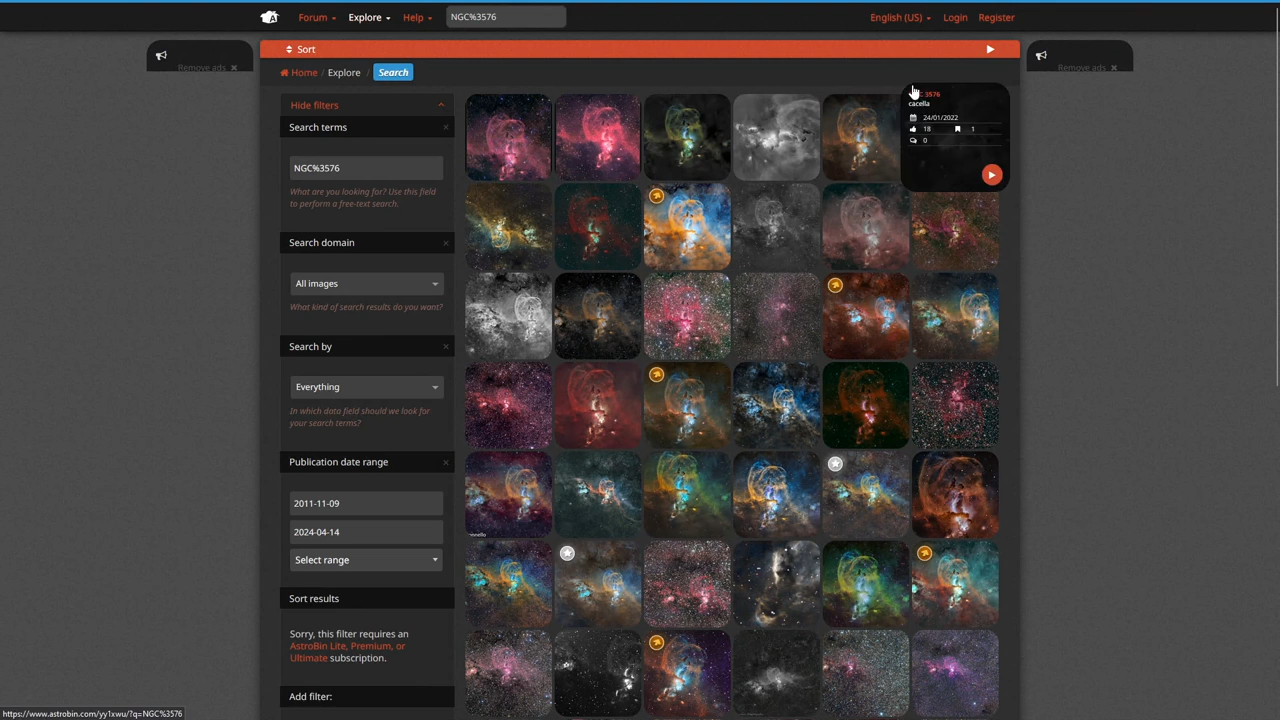 Forum
Explore
Help
NGC%3576
English (US)
Login
Register
Remove ads ×
Sort
Remove ads ×
Home / Explore / Search
Hide filters
Search terms ×
NGC%3576
What are you looking for? Use this field
to perform a free-text search.
Search domain ×
All images
What kind of search results do you want?
Search by ×
Everything
In which data field should we look for
your search terms?
Publication date range ×
2011-11-09
2024-04-14
Select range
Sort results
Sorry, this filter requires an
AstroBin Lite, Premium, or
Ultimate subscription.
Add filter:
3576
cacella
24/01/2022
18
1
0
https://www.astrobin.com/yy1xwu/?q=NGC%3576